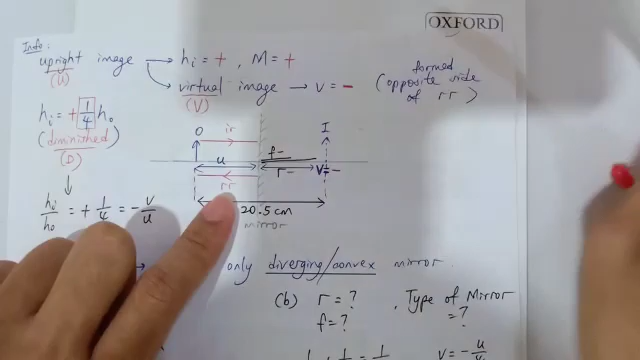 OXFORD
Info:
upright image → hi = +, M = +
(U)
virtual image → v = - (formed opposite side of rr)
(V)
hi = + 1/4 ho
(diminished)
(D)
hi/ho = + 1/4 = - v/u
O ir I
u f - r - v = -
rr
20.5 cm
mirror
only diverging/convex mirror.
(b) r = ? , Type of Mirror = ?
f = ?